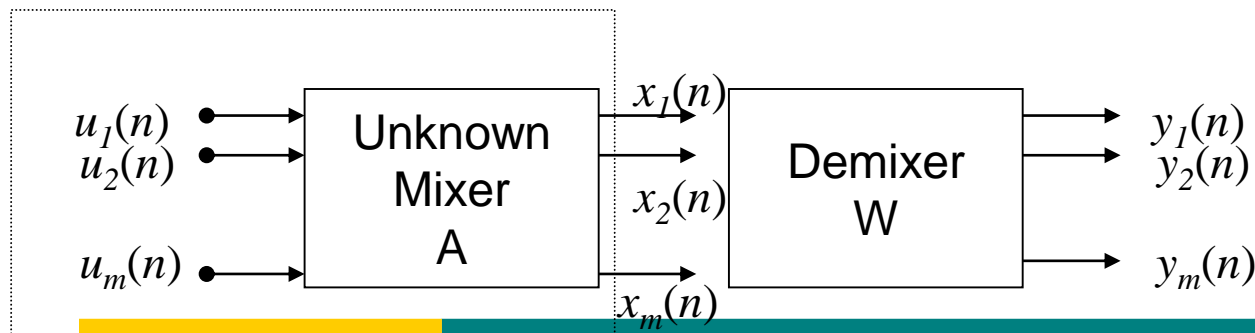 u₁(n)
u₂(n)
uₘ(n)
Unknown
Mixer
A
x₁(n)
x₂(n)
xₘ(n)
Demixer
W
y₁(n)
y₂(n)
yₘ(n)